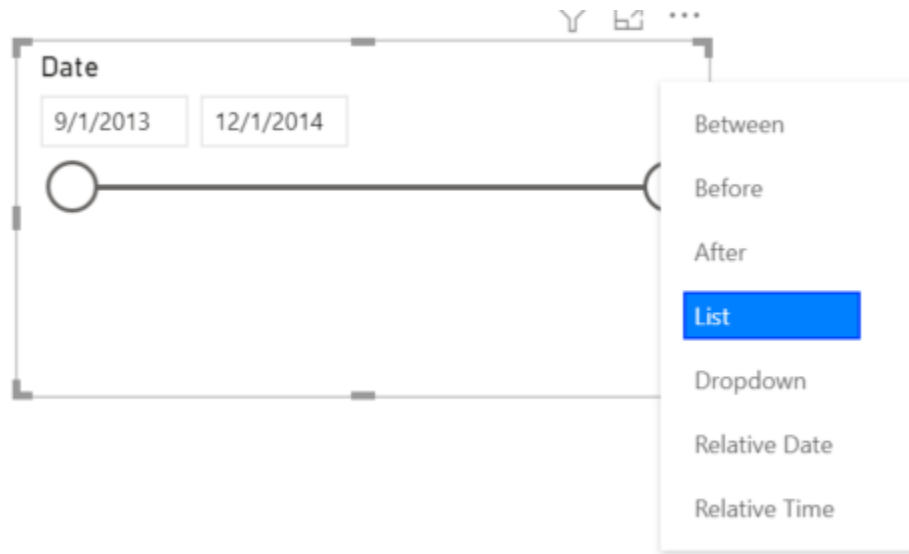 Date
9/1/2013 12/1/2014
Between
Before
After
List
Dropdown
Relative Date
Relative Time